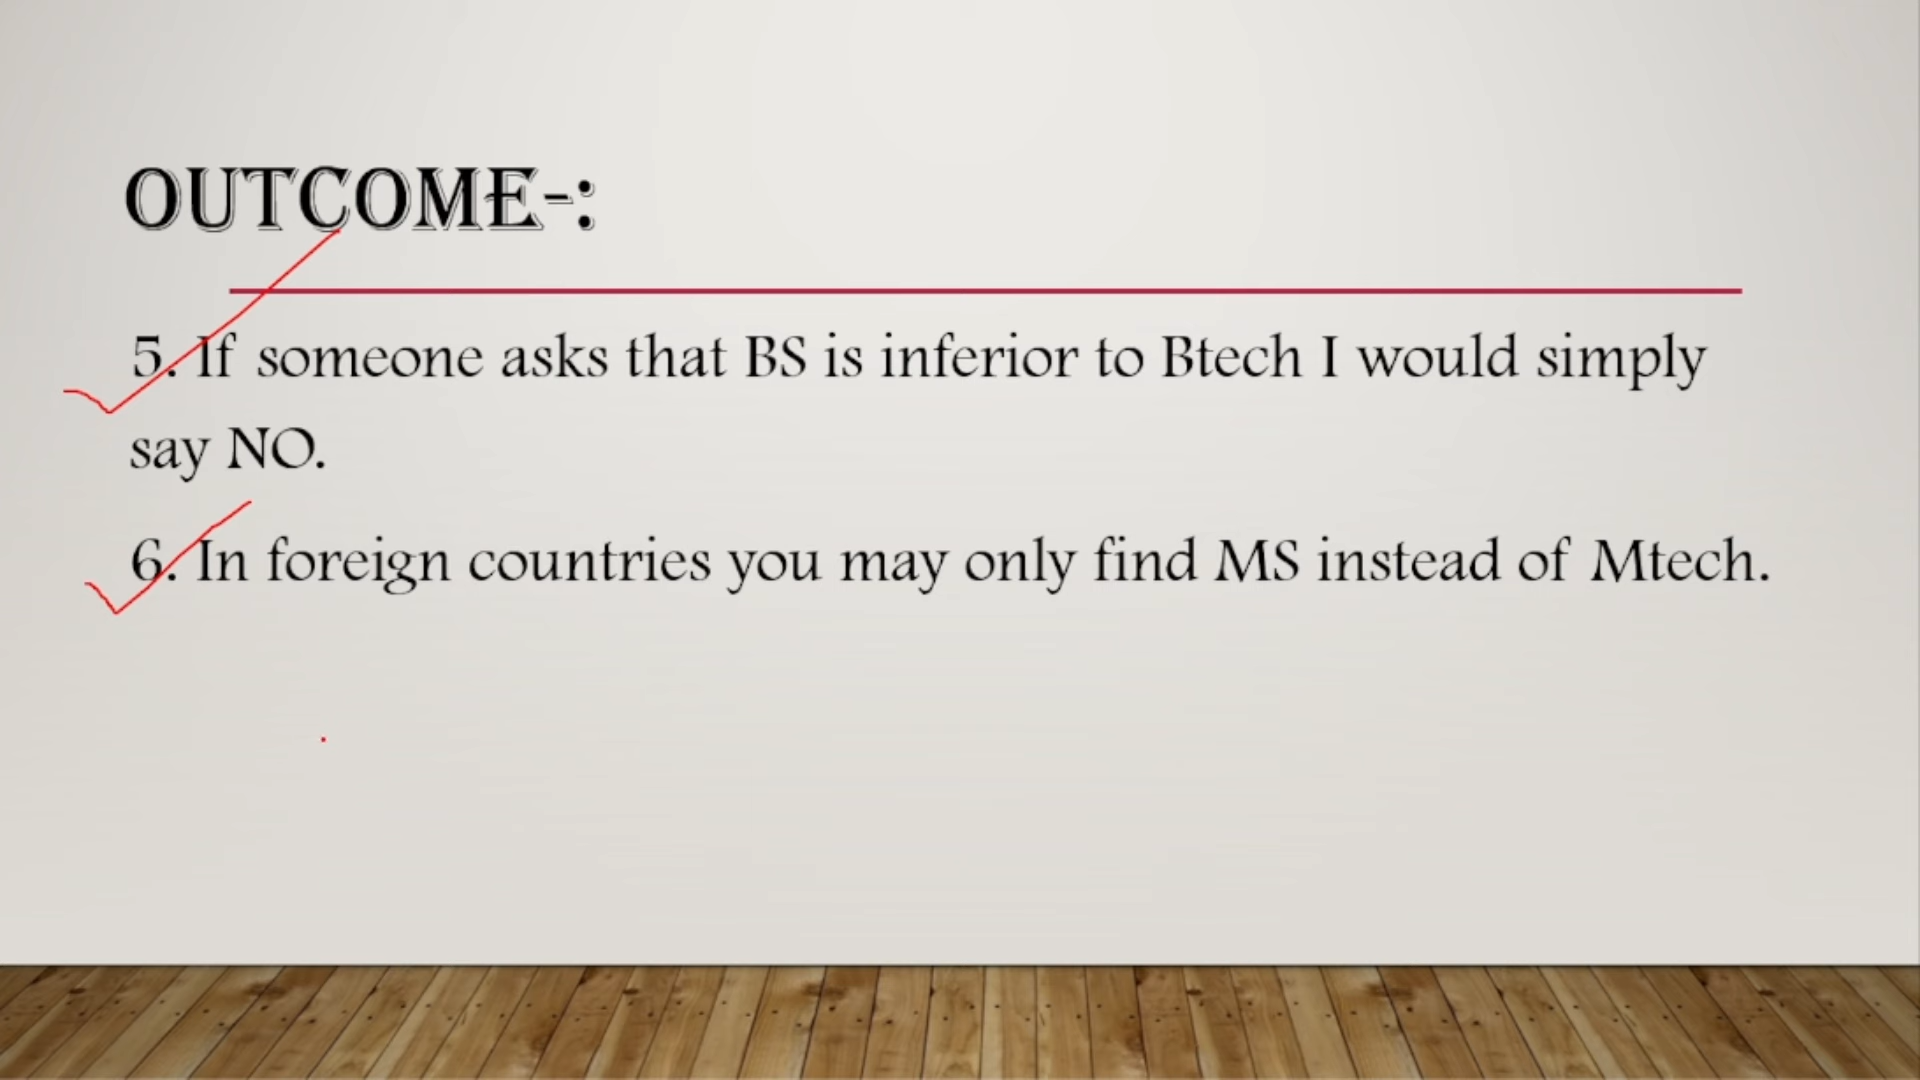 OUTCOME-:
5. If someone asks that BS is inferior to Btech I would simply
say NO.
6. In foreign countries you may only find MS instead of Mtech.